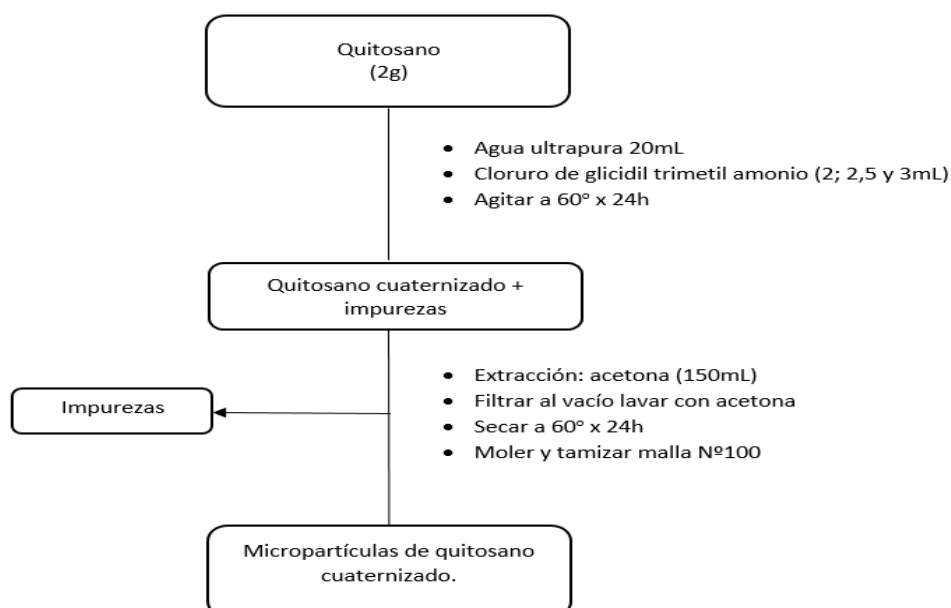 Quitosano
(2g)
• Agua ultrapura 20mL
• Cloruro de glicidil trimetil amonio (2; 2,5 y 3mL)
• Agitar a 60° x 24h
Quitosano cuaternizado +
impurezas
• Extracción: acetona (150mL)
• Filtrar al vacío lavar con acetona
• Secar a 60° x 24h
• Moler y tamizar malla Nº100
Impurezas
Micropartículas de quitosano
cuaternizado.